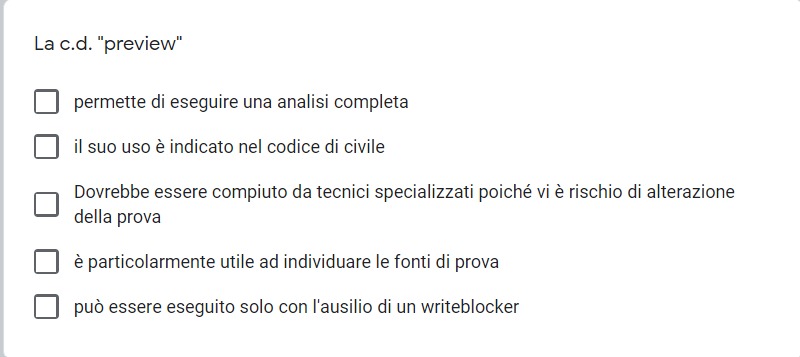 La c.d. "preview"
permette di eseguire una analisi completa
il suo uso è indicato nel codice di civile
Dovrebbe essere compiuto da tecnici specializzati poiché vi è rischio di alterazione
della prova
è particolarmente utile ad individuare le fonti di prova
può essere eseguito solo con l'ausilio di un writeblocker